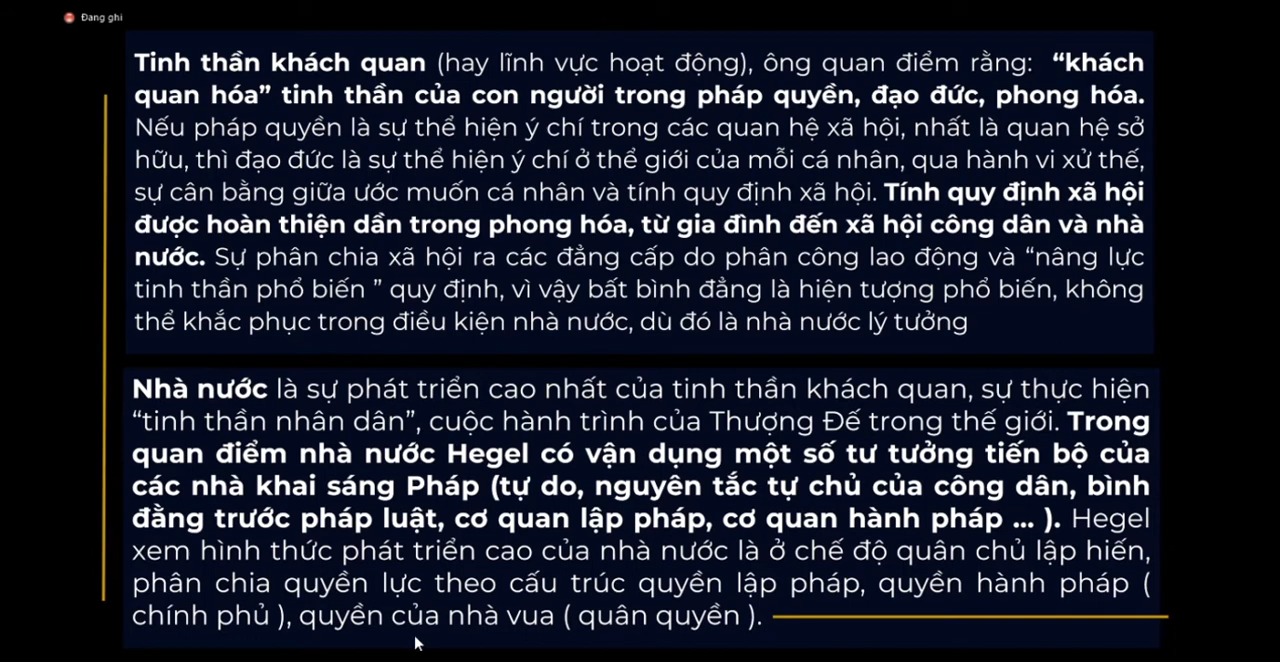 Đang ghi
Tinh thần khách quan (hay lĩnh vực hoạt động), ông quan điểm rằng: “khách
quan hóa” tinh thần của con người trong pháp quyền, đạo đức, phong hóa.
Nếu pháp quyền là sự thể hiện ý chí trong các quan hệ xã hội, nhất là quan hệ sở
hữu, thì đạo đức là sự thể hiện ý chí ở thế giới của mỗi cá nhân, qua hành vi xử thế,
sự cân bằng giữa ước muốn cá nhân và tính quy định xã hội. Tính quy định xã hội
được hoàn thiện dần trong phong hóa, từ gia đình đến xã hội công dân và nhà
nước. Sự phân chia xã hội ra các đẳng cấp do phân công lao động và “nâng lực
tinh thần phổ biến ” quy định, vì vậy bất bình đẳng là hiện tượng phổ biến, không
thể khắc phục trong điều kiện nhà nước, dù đó là nhà nước lý tưởng
Nhà nước là sự phát triển cao nhất của tinh thần khách quan, sự thực hiện
“tinh thần nhân dân”, cuộc hành trình của Thượng Đế trong thế giới. Trong
quan điểm nhà nước Hegel có vận dụng một số tư tưởng tiến bộ của
các nhà khai sáng Pháp (tự do, nguyên tắc tự chủ của công dân, bình
đẳng trước pháp luật, cơ quan lập pháp, cơ quan hành pháp ... ). Hegel
xem hình thức phát triển cao của nhà nước là ở chế độ quân chủ lập hiến,
phân chia quyền lực theo cấu trúc quyền lập pháp, quyền hành pháp (
chính phủ ), quyền của nhà vua ( quân quyền ).